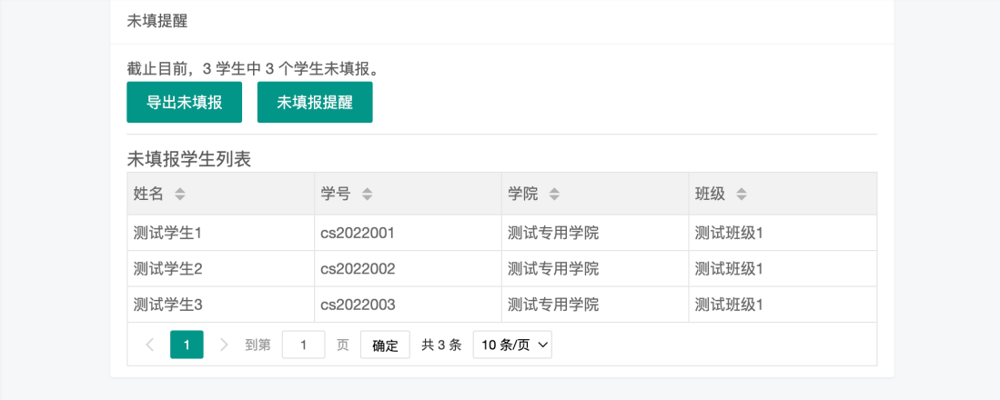 未填提醒
截止目前，3 学生中 3 个学生未填报。
导出未填报 未填报提醒
未填报学生列表
姓名 学号 学院 班级
测试学生1 cs2022001 测试专用学院 测试班级1
测试学生2 cs2022002 测试专用学院 测试班级1
测试学生3 cs2022003 测试专用学院 测试班级1
1 到第 1 页 确定 共 3 条 10 条/页